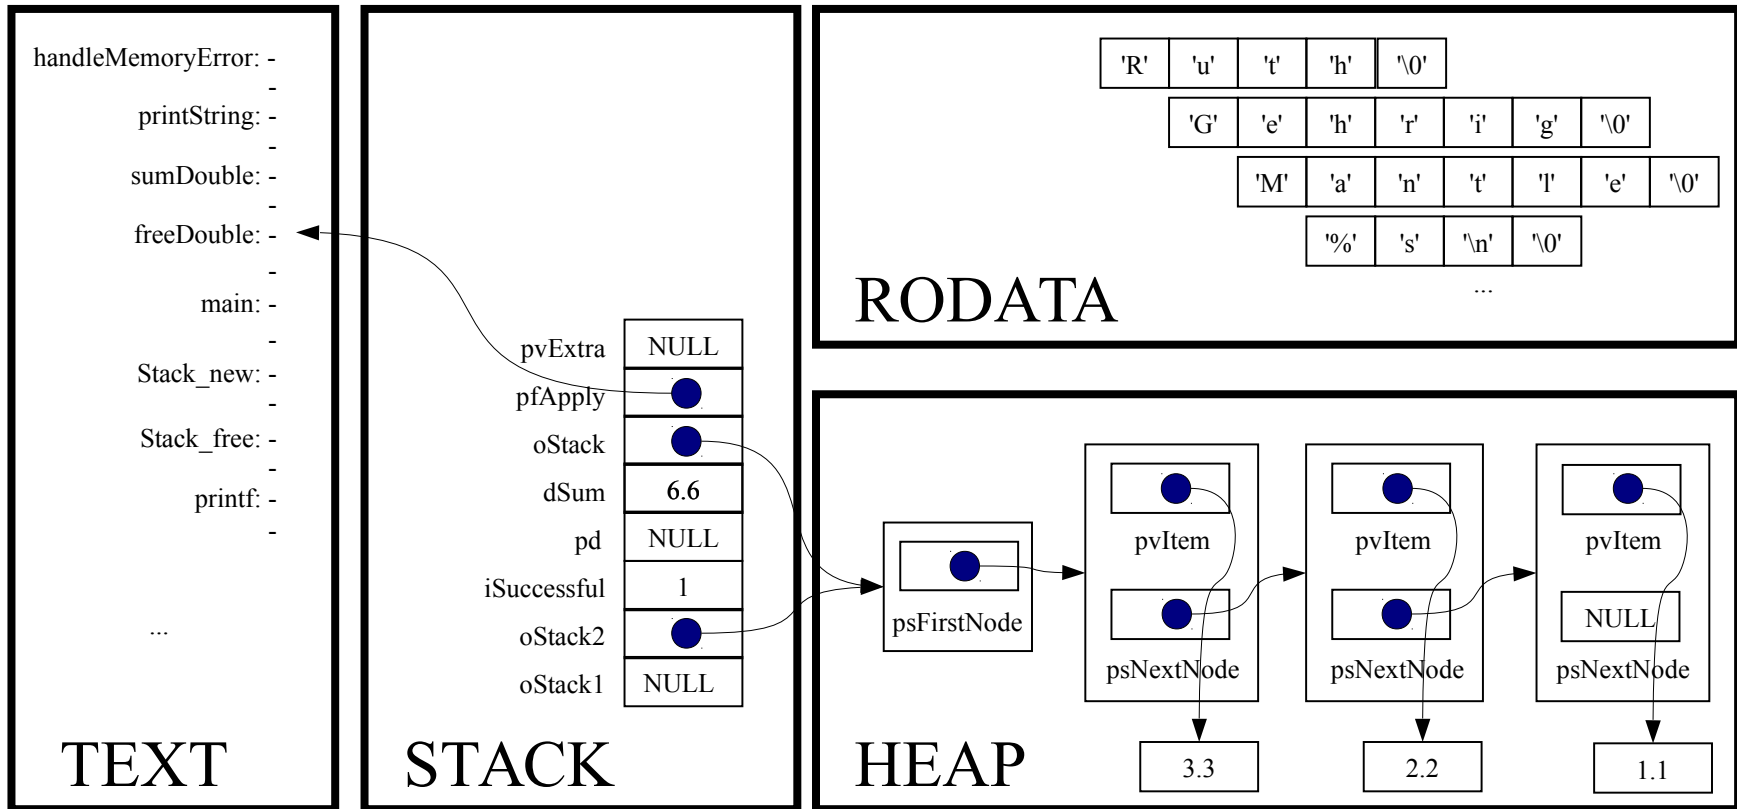 handleMemoryError: -
-
printString: -
-
sumDouble: -
-
freeDouble: -
-
main: -
-
Stack_new: -
-
Stack_free: -
-
printf: -
-
...
TEXT
pvExtra NULL
pfApply
oStack
dSum 6.6
pd NULL
iSuccessful 1
oStack2
oStack1 NULL
STACK
'R' 'u' 't' 'h' '\0'
'G' 'e' 'h' 'r' 'i' 'g' '\0'
'M' 'a' 'n' 't' 'l' 'e' '\0'
'%' 's' '\n' '\0'
...
RODATA
psFirstNode
pvItem pvItem pvItem
NULL
psNextNode psNextNode psNextNode
3.3 2.2 1.1
HEAP